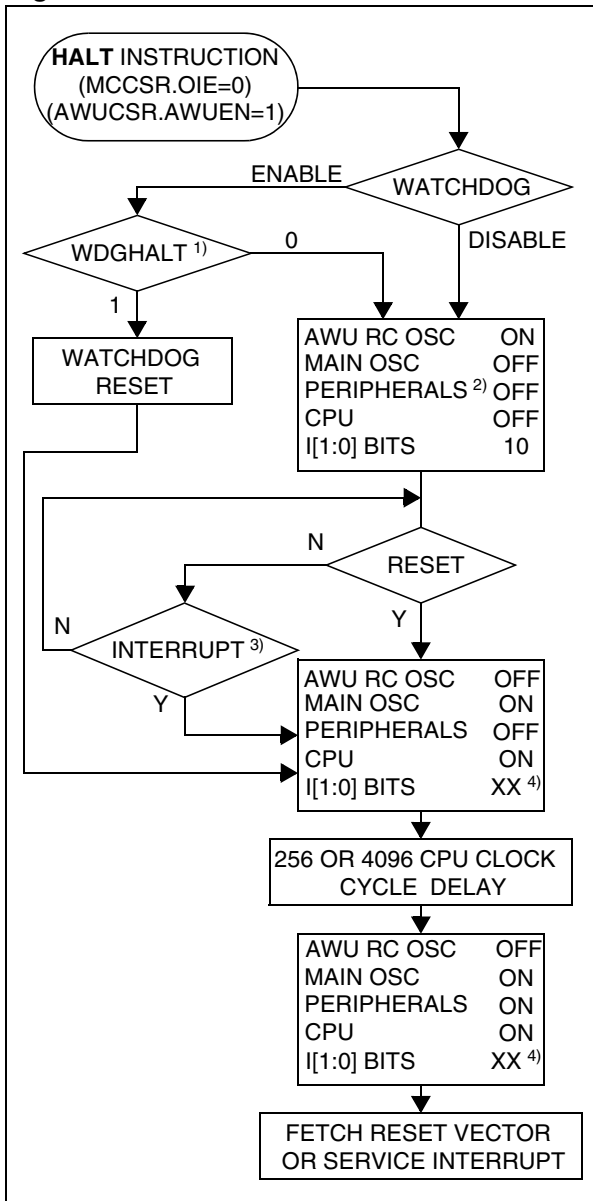 HALT INSTRUCTION
(MCCSR.OIE=0)
(AWUCSR.AWUEN=1)
WATCHDOG
ENABLE
DISABLE
WDGHALT 1)
0
1
WATCHDOG
RESET
AWU RC OSC ON
MAIN OSC OFF
PERIPHERALS 2) OFF
CPU OFF
I[1:0] BITS 10
RESET
N
Y
INTERRUPT 3)
N
Y
AWU RC OSC OFF
MAIN OSC ON
PERIPHERALS OFF
CPU ON
I[1:0] BITS XX 4)
256 OR 4096 CPU CLOCK
CYCLE DELAY
AWU RC OSC OFF
MAIN OSC ON
PERIPHERALS ON
CPU ON
I[1:0] BITS XX 4)
FETCH RESET VECTOR
OR SERVICE INTERRUPT